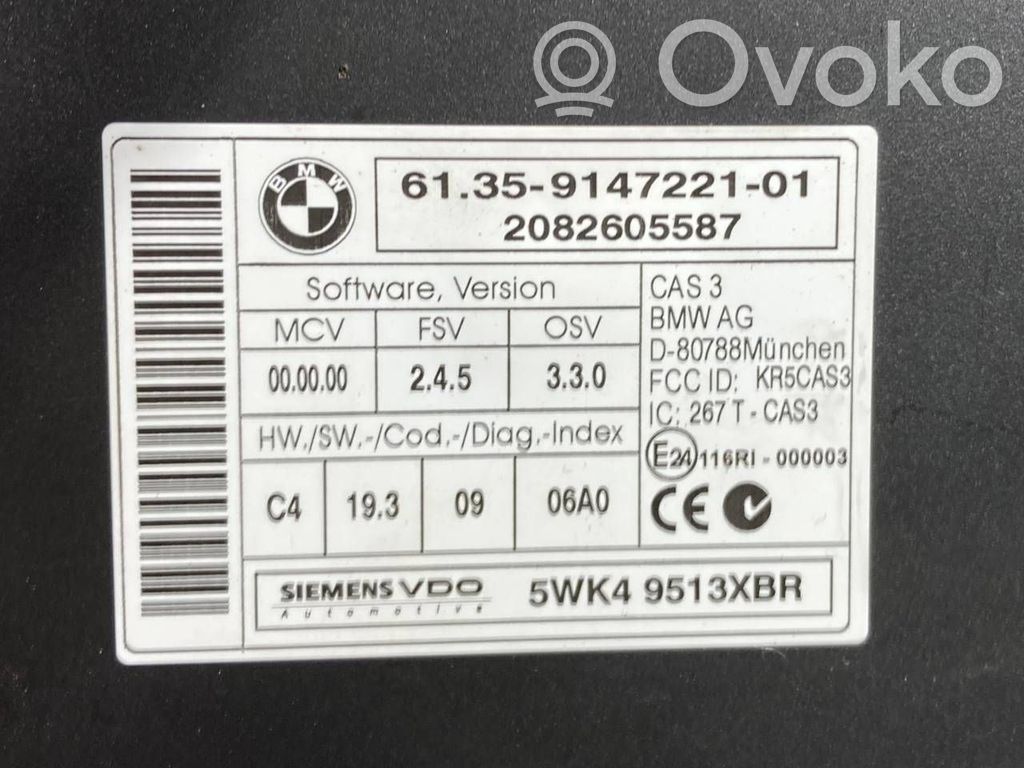 Ovoko
BMW
61.35-9147221-01
2082605587
Software, Version
MCV FSV OSV
00.00.00 2.4.5 3.3.0
HW./SW.-/Cod.-/Diag.-Index
C4 19.3 09 06A0
CAS 3
BMW AG
D-80788München
FCC ID: KR5CAS3
IC: 267 T - CAS3
E24 116RI - 000003
CE
SIEMENS VDO
Automotive
5WK4 9513XBR